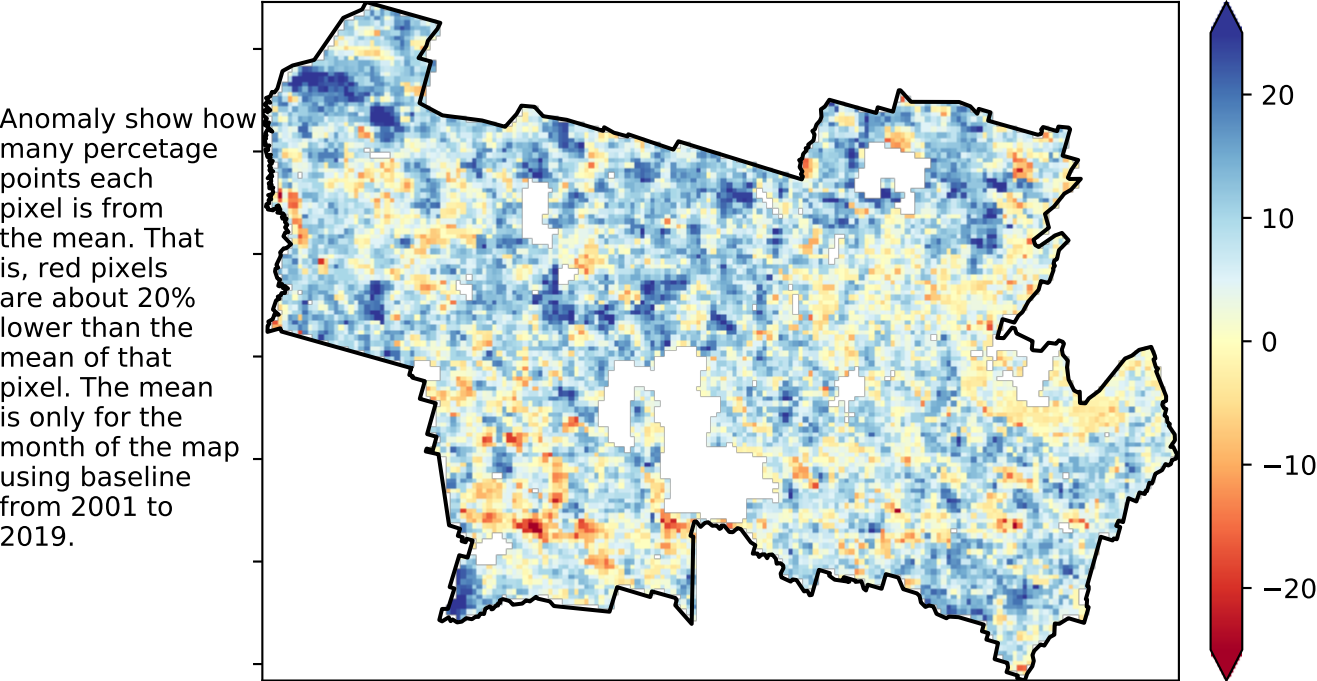 Anomaly show how
many percetage
points each
pixel is from
the mean. That
is, red pixels
are about 20%
lower than the
mean of that
pixel. The mean
is only for the
month of the map
using baseline
from 2001 to
2019.
20
10
0
−10
−20